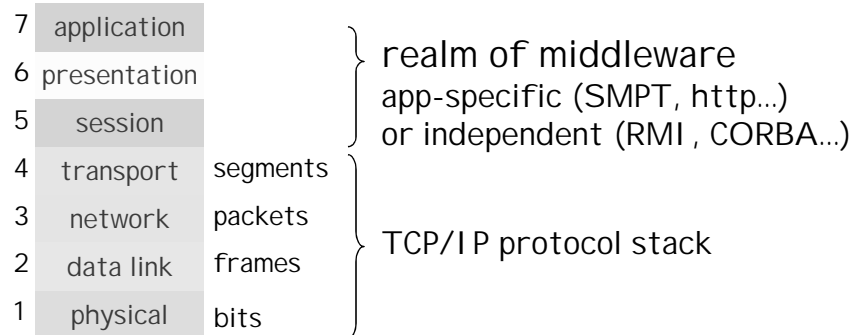 7 application
6 presentation
5 session
4 transport segments
3 network packets
2 data link frames
1 physical bits
realm of middleware
app-specific (SMPT, http...)
or independent (RMI, CORBA...)
TCP/IP protocol stack